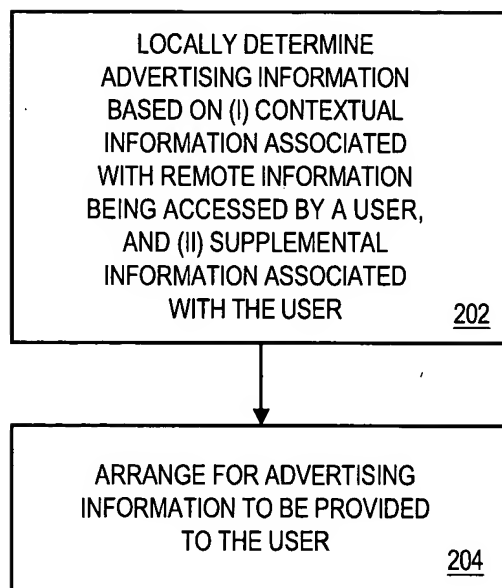 LOCALLY DETERMINE
ADVERTISING INFORMATION
BASED ON (I) CONTEXTUAL
INFORMATION ASSOCIATED
WITH REMOTE INFORMATION
BEING ACCESSED BY A USER,
AND (II) SUPPLEMENTAL
INFORMATION ASSOCIATED
WITH THE USER
202
ARRANGE FOR ADVERTISING
INFORMATION TO BE PROVIDED
TO THE USER
204